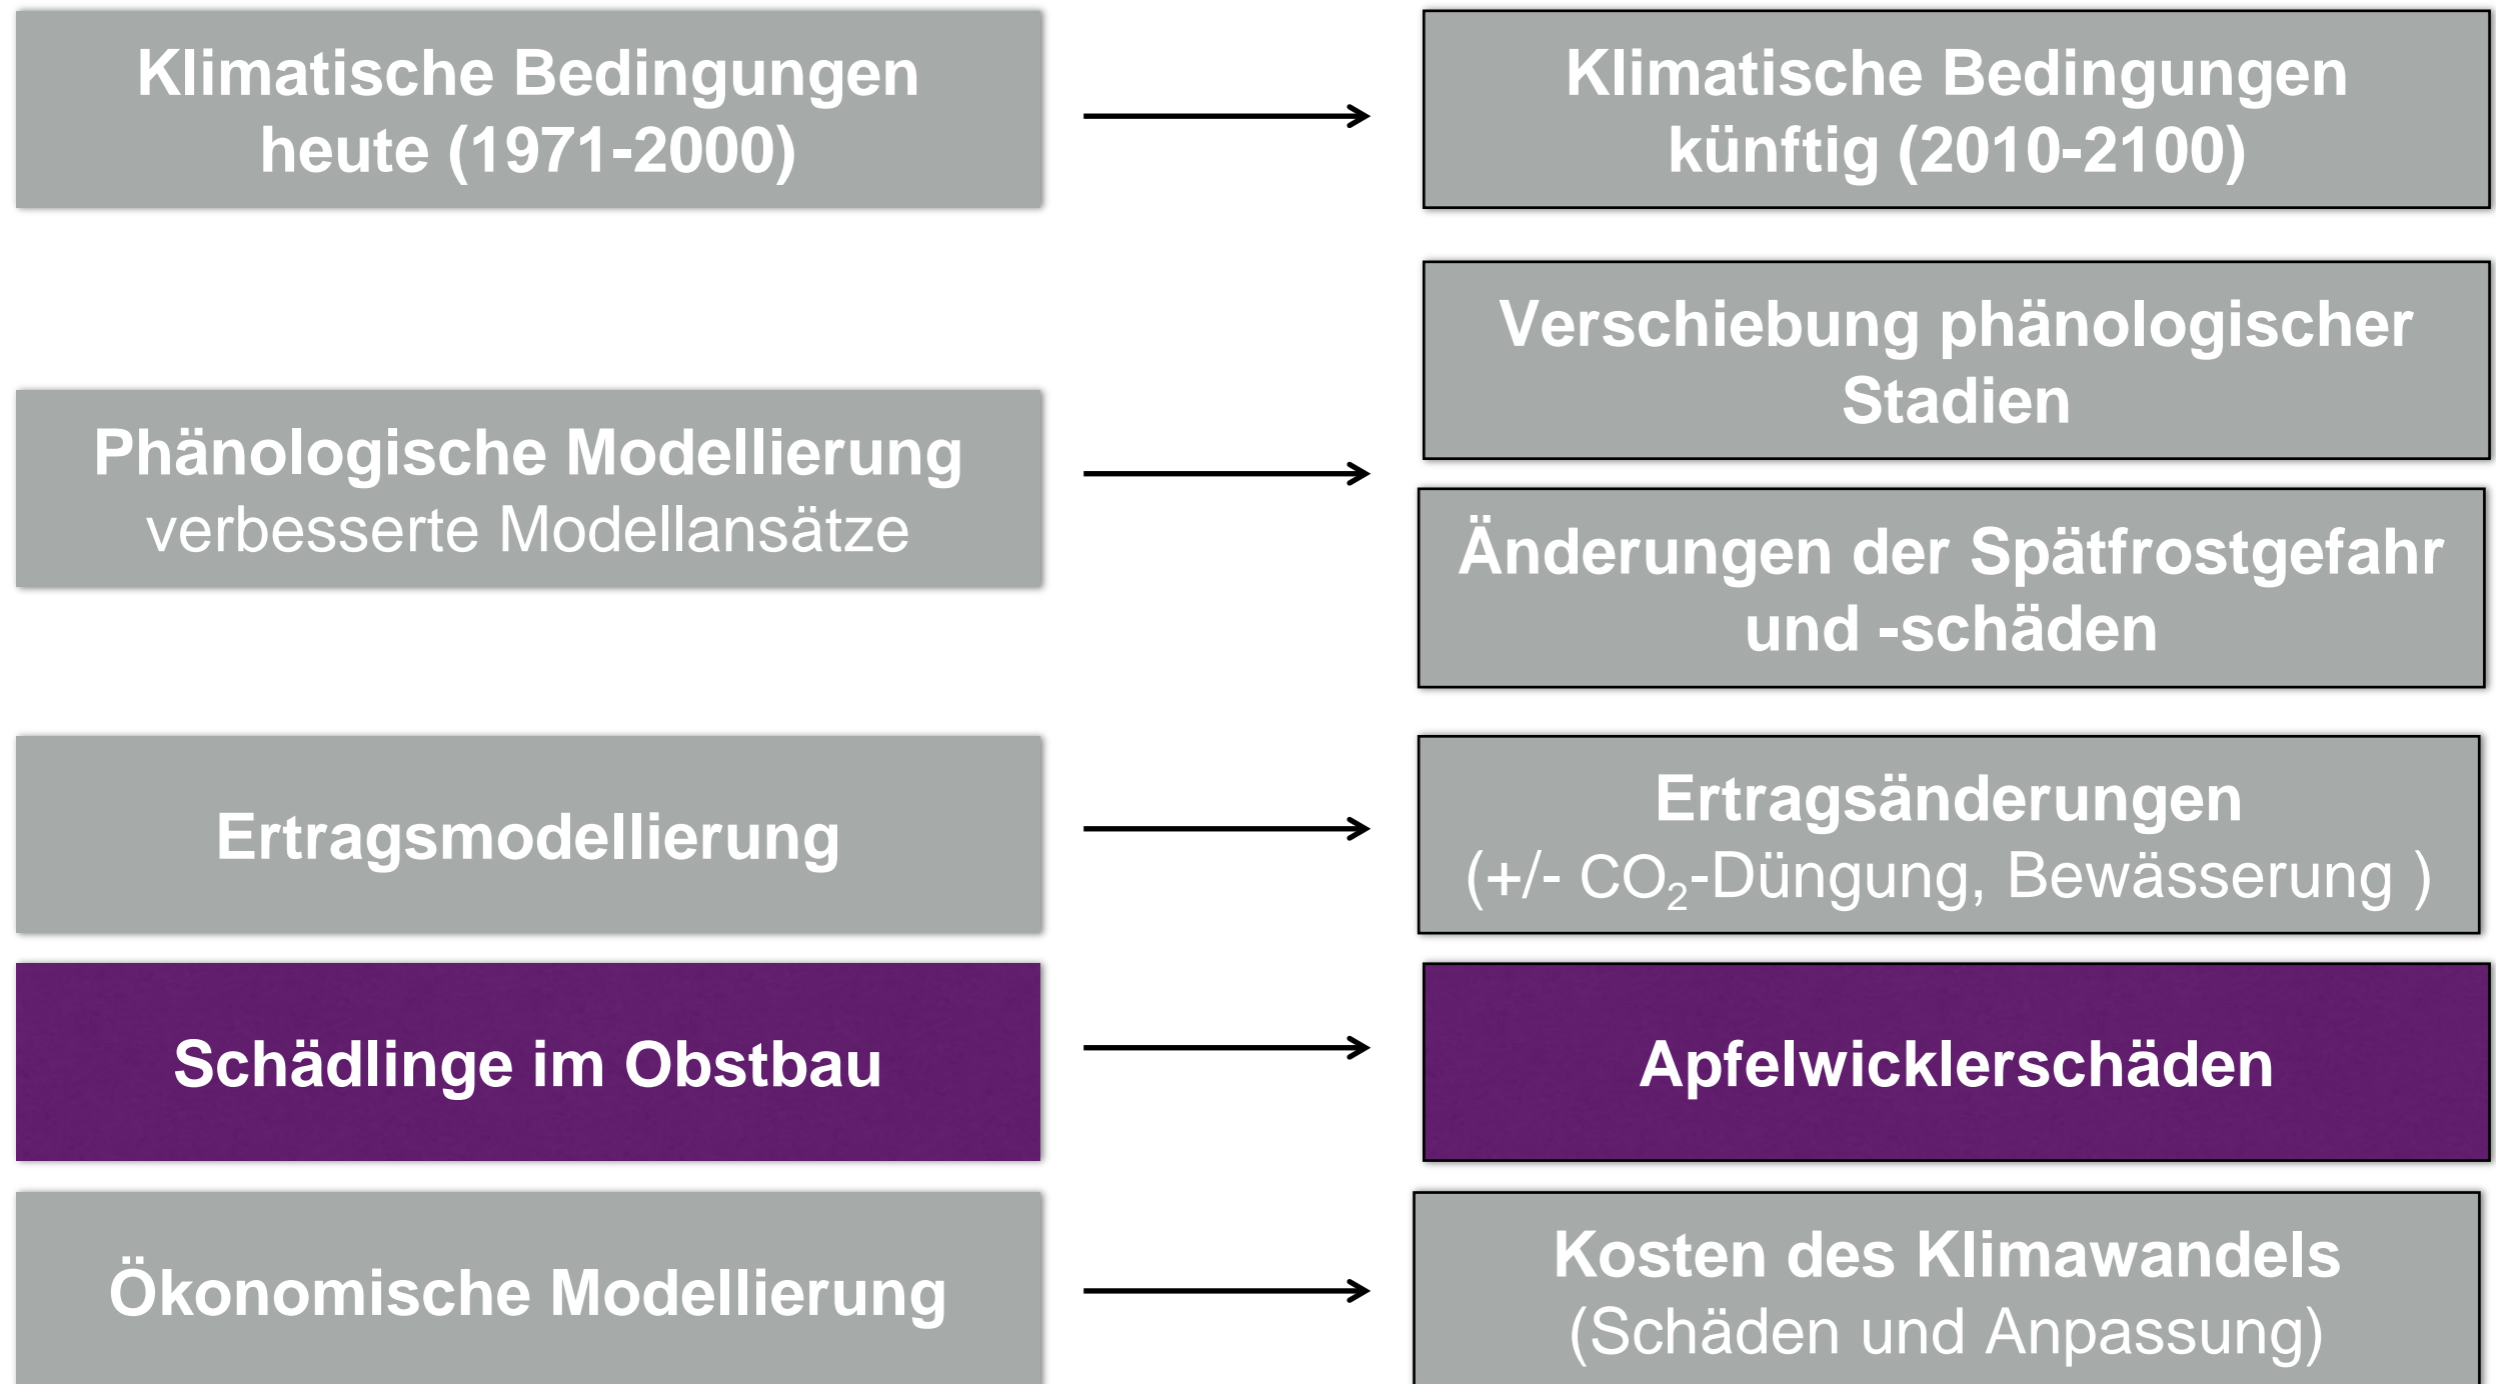 Klimatische Bedingungen
heute (1971-2000)
Klimatische Bedingungen
künftig (2010-2100)
Phänologische Modellierung
verbesserte Modellansätze
Verschiebung phänologischer
Stadien
Änderungen der Spätfrostgefahr
und -schäden
Ertragsmodellierung
Ertragsänderungen
(+/- CO₂-Düngung, Bewässerung )
Schädlinge im Obstbau
Apfelwicklerschäden
Ökonomische Modellierung
Kosten des Klimawandels
(Schäden und Anpassung)